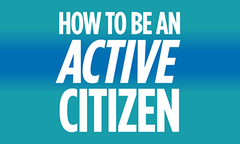 HOW TO BE AN
ACTIVE
CITIZEN